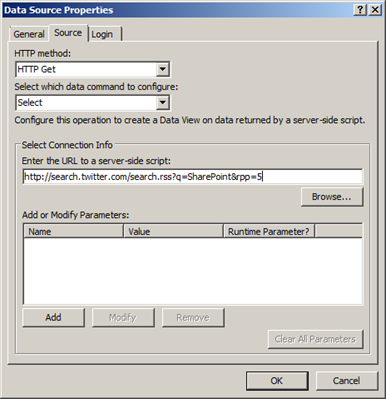 Data Source Properties
General Source Login
HTTP method:
HTTP Get
Select which data command to configure:
Select
Configure this operation to create a Data View on data returned by a server-side script.
Select Connection Info
Enter the URL to a server-side script:
http://search.twitter.com/search.rss?q=SharePoint&rpp=5
Browse...
Add or Modify Parameters:
Name Value Runtime Parameter?
Add Modify Remove
Clear All Parameters
OK Cancel